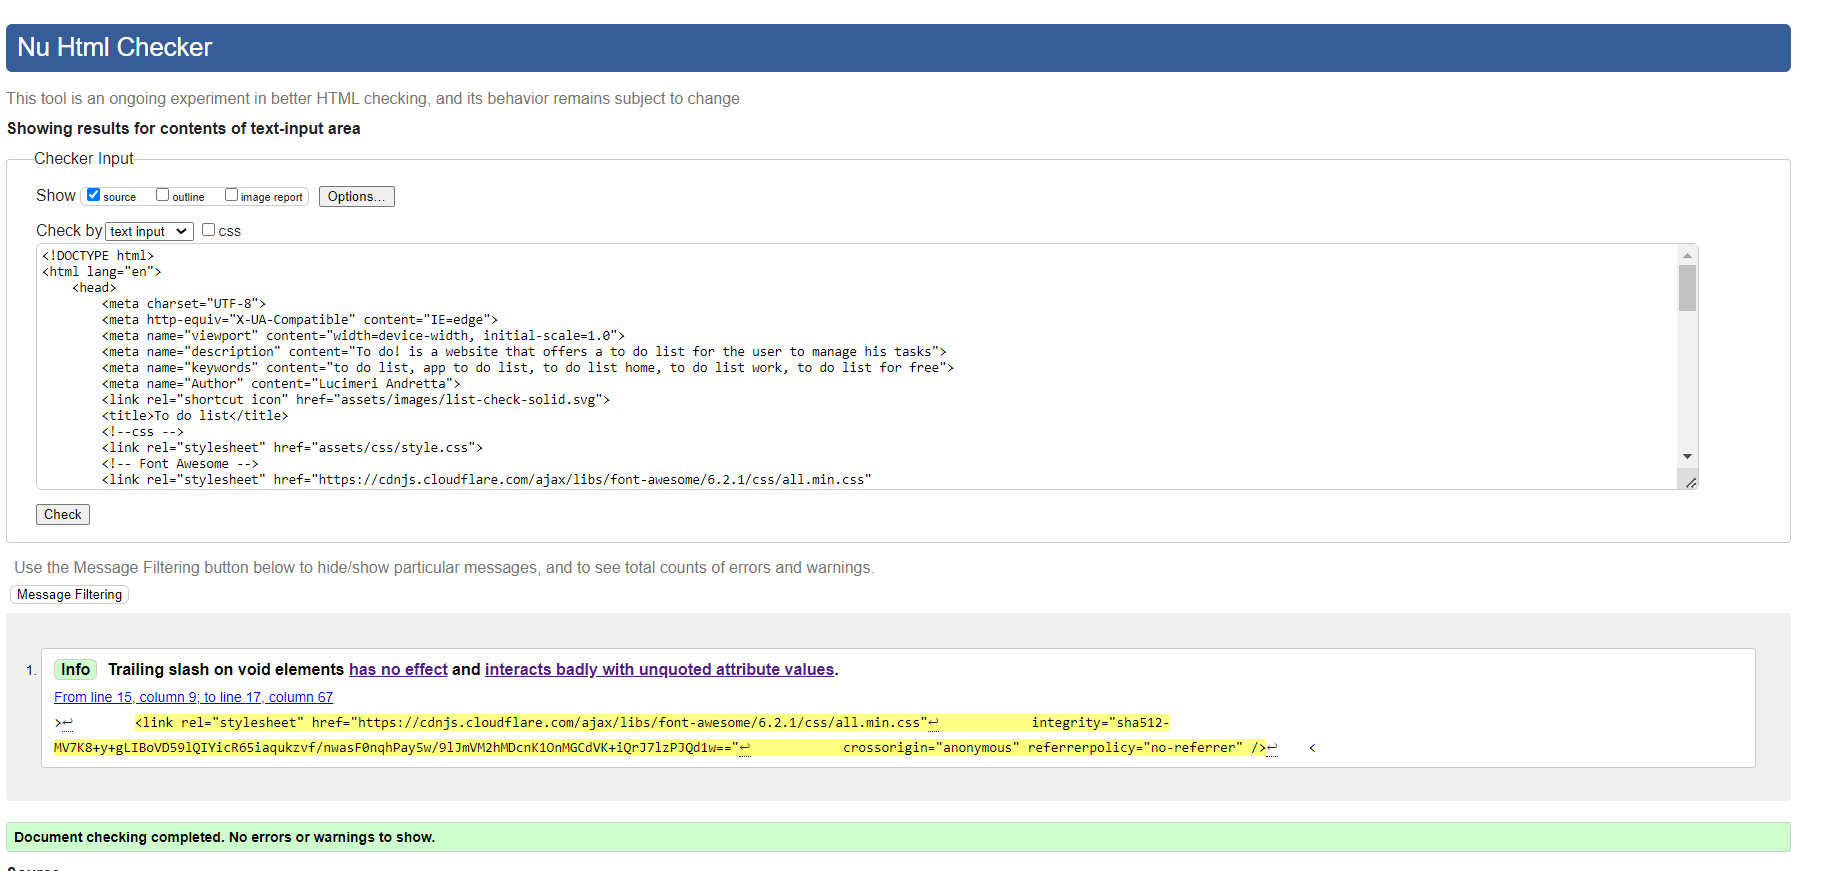 Nu Html Checker
This tool is an ongoing experiment in better HTML checking, and its behavior remains subject to change
Showing results for contents of text-input area
Checker Input
Show source outline image report Options...
Check by text input css
<!DOCTYPE html>
<html lang="en">
<head>
<meta charset="UTF-8">
<meta http-equiv="X-UA-Compatible" content="IE=edge">
<meta name="viewport" content="width=device-width, initial-scale=1.0">
<meta name="description" content="To do! is a website that offers a to do list for the user to manage his tasks">
<meta name="keywords" content="to do list, app to do list, to do list home, to do list work, to do list for free">
<meta name="Author" content="Lucimeri Andretta">
<link rel="shortcut icon" href="assets/images/list-check-solid.svg">
<title>To do list</title>
<!--css -->
<link rel="stylesheet" href="assets/css/style.css">
<!-- Font Awesome -->
<link rel="stylesheet" href="https://cdnjs.cloudflare.com/ajax/libs/font-awesome/6.2.1/css/all.min.css"
Check
Use the Message Filtering button below to hide/show particular messages, and to see total counts of errors and warnings.
Message Filtering
1. Info Trailing slash on void elements has no effect and interacts badly with unquoted attribute values.
From line 15, column 9; to line 17, column 67
>↩ <link rel="stylesheet" href="https://cdnjs.cloudflare.com/ajax/libs/font-awesome/6.2.1/css/all.min.css"↩ integrity="sha512-
MV7K8+y+gLIBoVD59lQIYicR65iaqukzvf/nwasF0nqhPay5w/9lJmVM2hMDcnK1OnMGCdVK+iQrJ7lzPJQd1w=="↩ crossorigin="anonymous" referrerpolicy="no-referrer" />↩ <
Document checking completed. No errors or warnings to show.